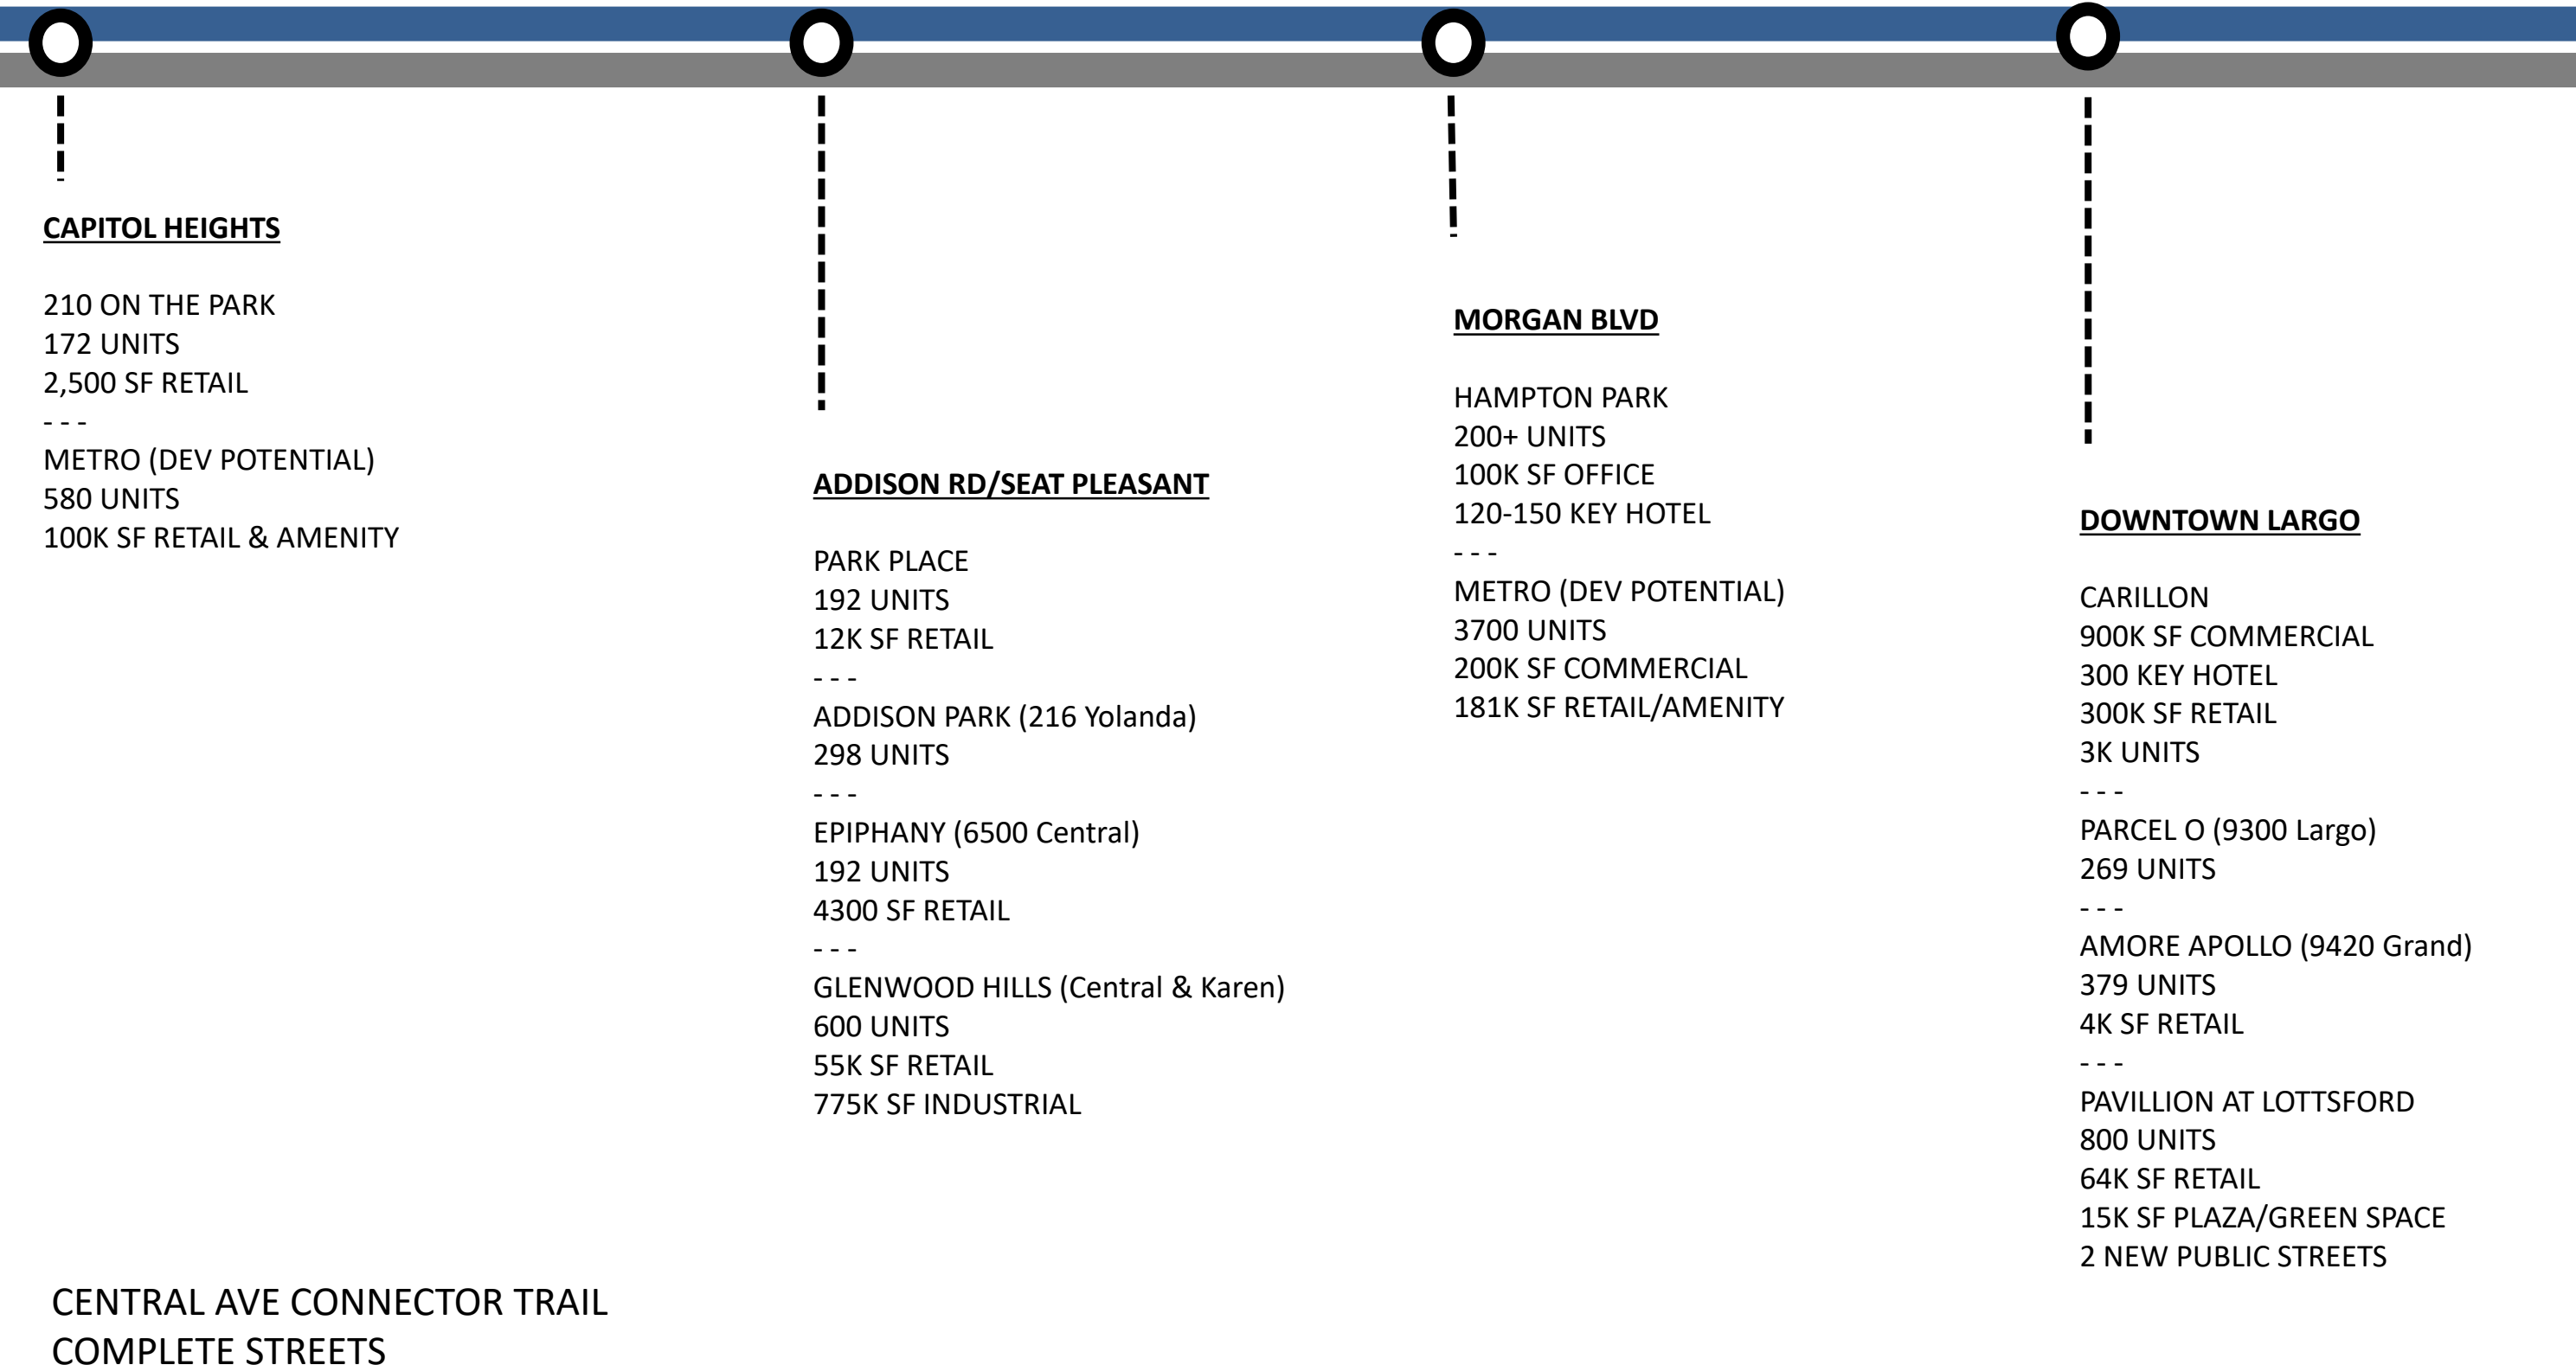 CAPITOL HEIGHTS
210 ON THE PARK
172 UNITS
2,500 SF RETAIL
- - -
METRO (DEV POTENTIAL)
580 UNITS
100K SF RETAIL & AMENITY
ADDISON RD/SEAT PLEASANT
PARK PLACE
192 UNITS
12K SF RETAIL
- - -
ADDISON PARK (216 Yolanda)
298 UNITS
- - -
EPIPHANY (6500 Central)
192 UNITS
4300 SF RETAIL
- - -
GLENWOOD HILLS (Central & Karen)
600 UNITS
55K SF RETAIL
775K SF INDUSTRIAL
MORGAN BLVD
HAMPTON PARK
200+ UNITS
100K SF OFFICE
120-150 KEY HOTEL
- - -
METRO (DEV POTENTIAL)
3700 UNITS
200K SF COMMERCIAL
181K SF RETAIL/AMENITY
DOWNTOWN LARGO
CARILLON
900K SF COMMERCIAL
300 KEY HOTEL
300K SF RETAIL
3K UNITS
- - -
PARCEL O (9300 Largo)
269 UNITS
- - -
AMORE APOLLO (9420 Grand)
379 UNITS
4K SF RETAIL
- - -
PAVILLION AT LOTTSFORD
800 UNITS
64K SF RETAIL
15K SF PLAZA/GREEN SPACE
2 NEW PUBLIC STREETS
CENTRAL AVE CONNECTOR TRAIL
COMPLETE STREETS